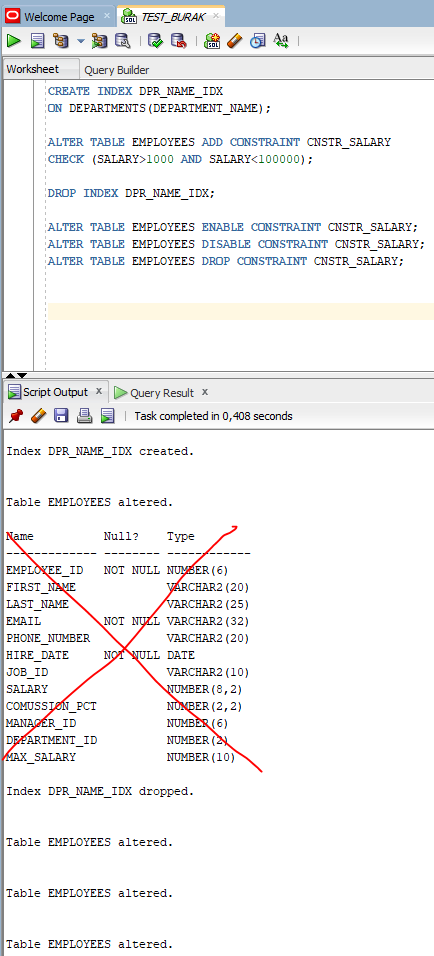 Welcome Page
TEST_BURAK
Worksheet Query Builder
CREATE INDEX DPR_NAME_IDX
ON DEPARTMENTS(DEPARTMENT_NAME);
ALTER TABLE EMPLOYEES ADD CONSTRAINT CNSTR_SALARY
CHECK (SALARY>1000 AND SALARY<100000);
DROP INDEX DPR_NAME_IDX;
ALTER TABLE EMPLOYEES ENABLE CONSTRAINT CNSTR_SALARY;
ALTER TABLE EMPLOYEES DISABLE CONSTRAINT CNSTR_SALARY;
ALTER TABLE EMPLOYEES DROP CONSTRAINT CNSTR_SALARY;
Script Output x Query Result x
Task completed in 0,408 seconds
Index DPR_NAME_IDX created.
Table EMPLOYEES altered.
Name Null? Type
-------------- -------- ------------
EMPLOYEE_ID NOT NULL NUMBER(6)
FIRST_NAME VARCHAR2(20)
LAST_NAME VARCHAR2(25)
EMAIL NOT NULL VARCHAR2(32)
PHONE_NUMBER VARCHAR2(20)
HIRE_DATE NOT NULL DATE
JOB_ID VARCHAR2(10)
SALARY NUMBER(8,2)
COMUSSION_PCT NUMBER(2,2)
MANAGER_ID NUMBER(6)
DEPARTMENT_ID NUMBER(2)
MAX_SALARY NUMBER(10)
Index DPR_NAME_IDX dropped.
Table EMPLOYEES altered.
Table EMPLOYEES altered.
Table EMPLOYEES altered.